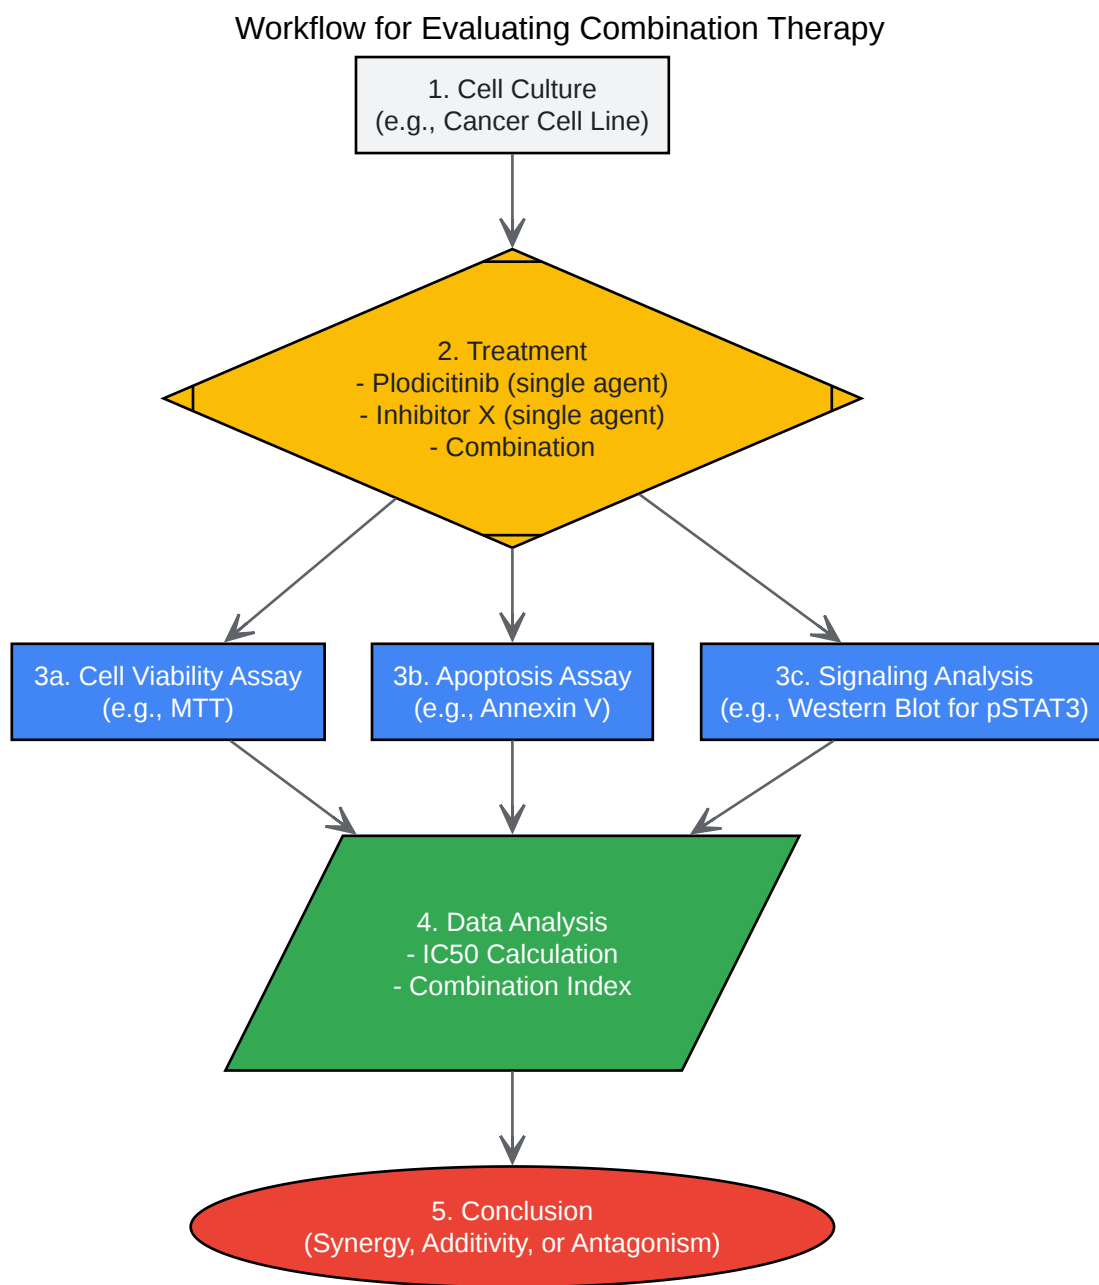 Workflow for Evaluating Combination Therapy
1. Cell Culture
(e.g., Cancer Cell Line)
2. Treatment
- Plodicitinib (single agent)
- Inhibitor X (single agent)
- Combination
3a. Cell Viability Assay
(e.g., MTT)
3b. Apoptosis Assay
(e.g., Annexin V)
3c. Signaling Analysis
(e.g., Western Blot for pSTAT3)
4. Data Analysis
- IC50 Calculation
- Combination Index
5. Conclusion
(Synergy, Additivity, or Antagonism)